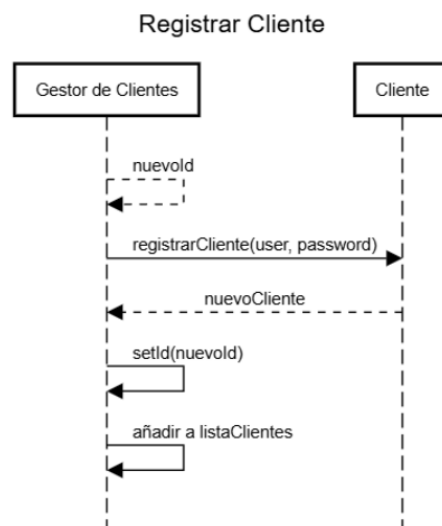 Registrar Cliente
Gestor de Clientes
Cliente
nuevoId
registrarCliente(user, password)
nuevoCliente
setId(nuevoId)
añadir a listaClientes